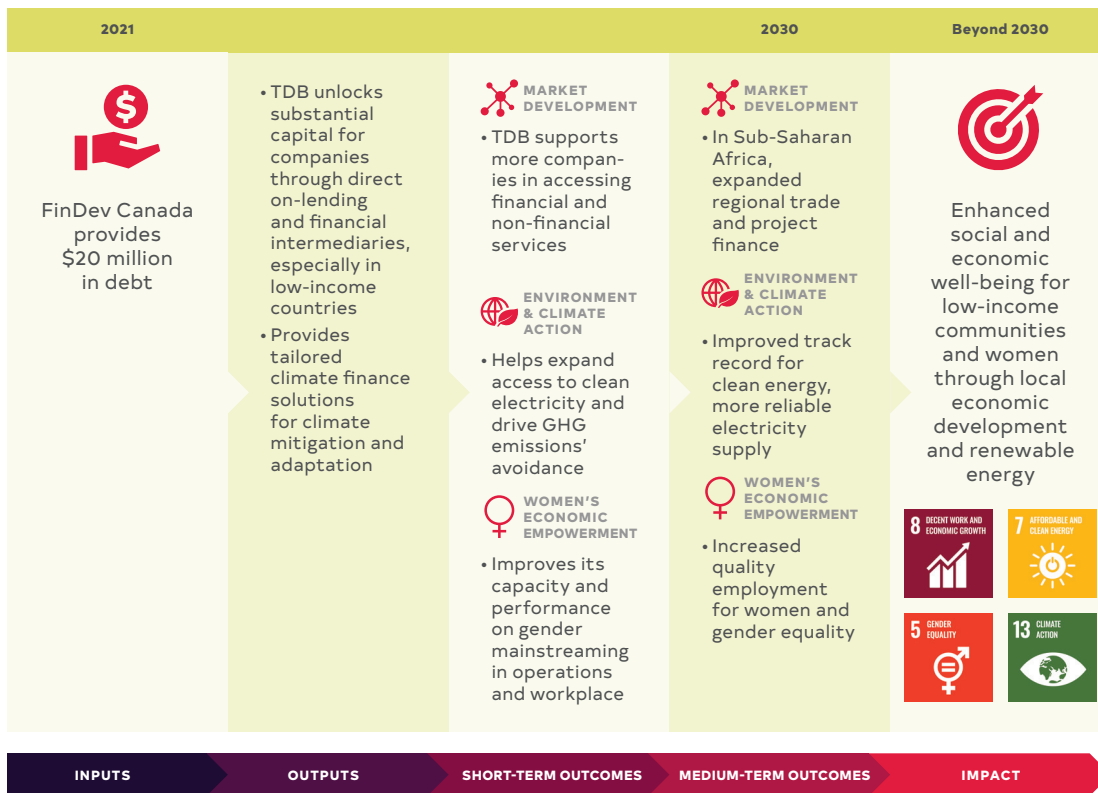 2021
2030
Beyond 2030
$
FinDev Canada
provides
$20 million
in debt
• TDB unlocks
substantial
capital for
companies
through direct
on-lending
and financial
intermediaries,
especially in
low-income
countries
• Provides
tailored
climate finance
solutions
for climate
mitigation and
adaptation
MARKET
DEVELOPMENT
• TDB supports
more compan-
ies in accessing
financial and
non-financial
services
ENVIRONMENT
& CLIMATE
ACTION
• Helps expand
access to clean
electricity and
drive GHG
emissions’
avoidance
WOMEN’S
ECONOMIC
EMPOWERMENT
• Improves its
capacity and
performance
on gender
mainstreaming
in operations
and workplace
MARKET
DEVELOPMENT
• In Sub-Saharan
Africa,
expanded
regional trade
and project
finance
ENVIRONMENT
& CLIMATE
ACTION
• Improved track
record for
clean energy,
more reliable
electricity
supply
WOMEN’S
ECONOMIC
EMPOWERMENT
• Increased
quality
employment
for women and
gender equality
Enhanced
social and
economic
well-being for
low-income
communities
and women
through local
economic
development
and renewable
energy
8 DECENT WORK AND
ECONOMIC GROWTH
7 AFFORDABLE AND
CLEAN ENERGY
5 GENDER
EQUALITY
13 CLIMATE
ACTION
INPUTS
OUTPUTS
SHORT-TERM OUTCOMES
MEDIUM-TERM OUTCOMES
IMPACT